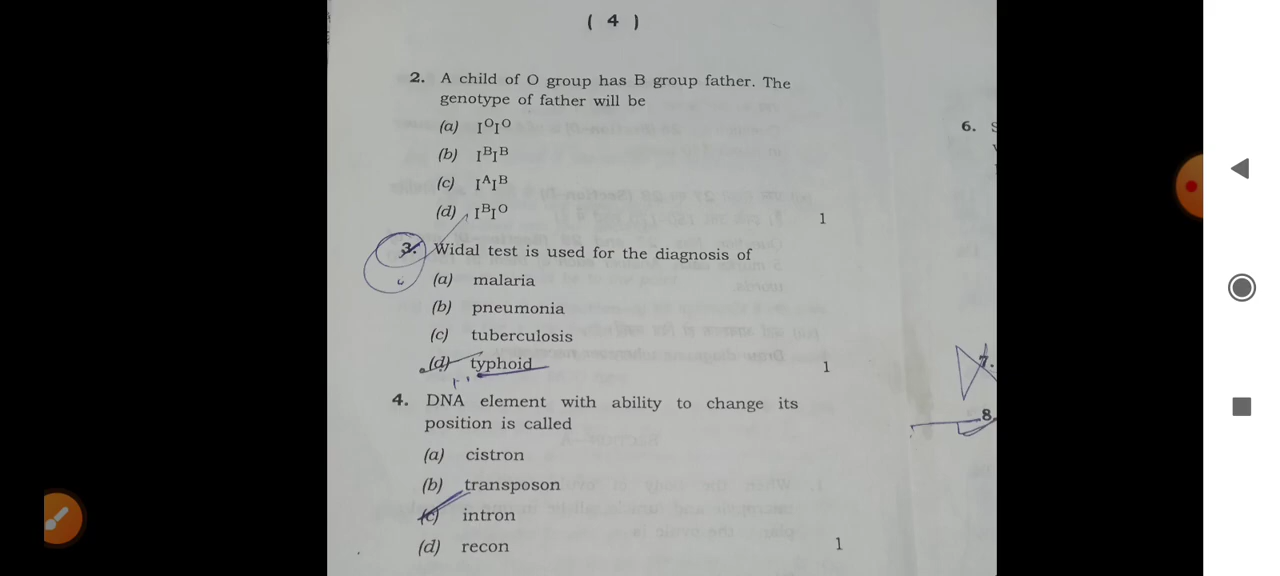 ( 4 )
2. A child of O group has B group father. The
genotype of father will be
(a) I^O I^O
(b) I^B I^B
(c) I^A I^B
(d) I^B I^O 1
3. Widal test is used for the diagnosis of
(a) malaria
(b) pneumonia
(c) tuberculosis
(d) typhoid 1
4. DNA element with ability to change its
position is called
(a) cistron
(b) transposon
(c) intron
(d) recon 1
6.
7.
8.